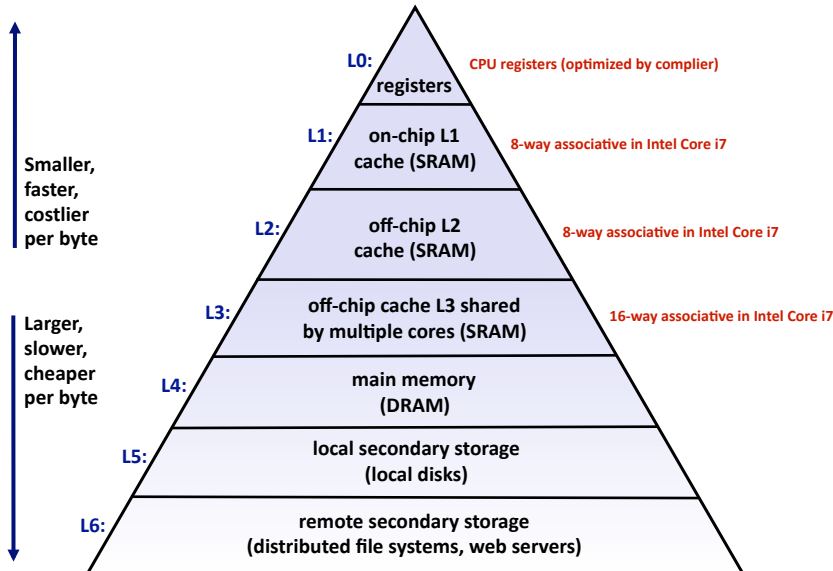 L0:
registers
CPU registers (optimized by complier)
L1:
on-chip L1
cache (SRAM)
8-way associative in Intel Core i7
Smaller,
faster,
costlier
per byte
L2:
off-chip L2
cache (SRAM)
8-way associative in Intel Core i7
Larger,
slower,
cheaper
per byte
L3:
off-chip cache L3 shared
by multiple cores (SRAM)
16-way associative in Intel Core i7
L4:
main memory
(DRAM)
L5:
local secondary storage
(local disks)
L6:
remote secondary storage
(distributed file systems, web servers)